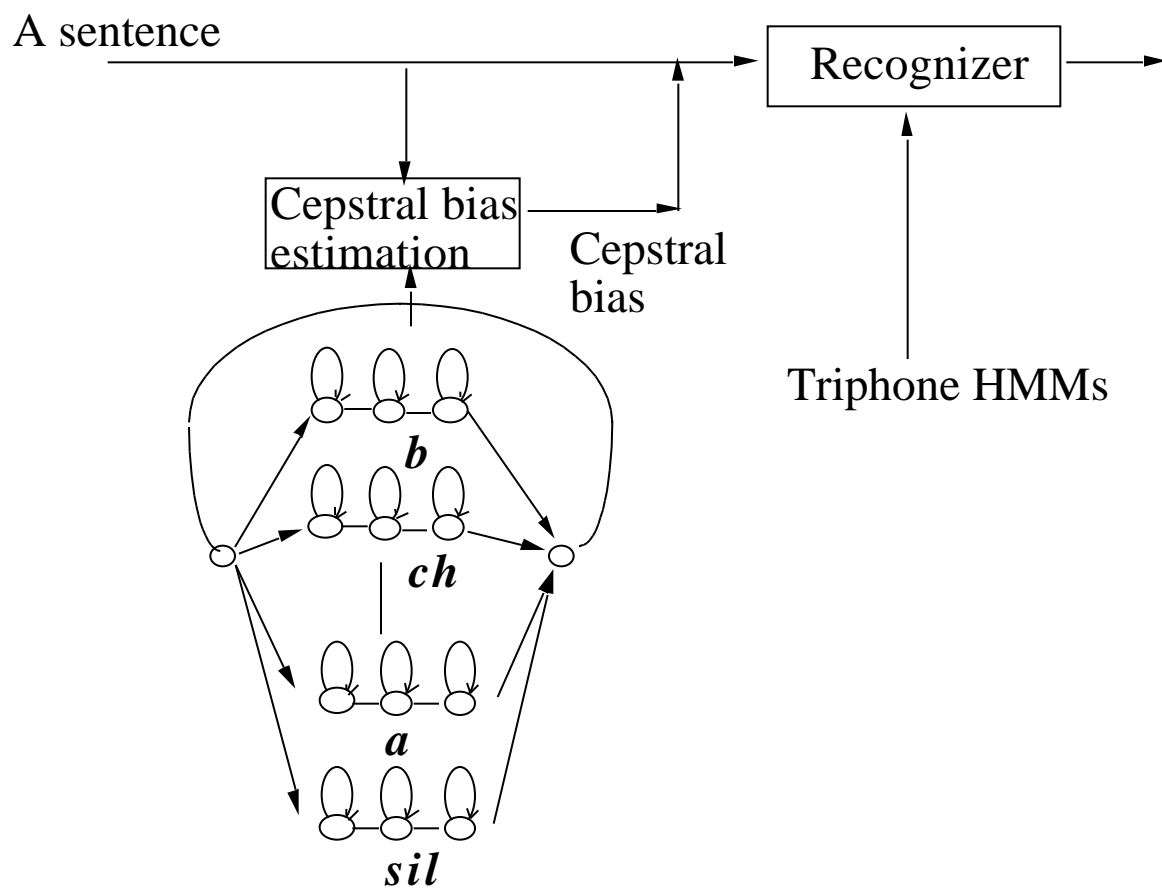 A sentence
Recognizer
Cepstral bias
estimation
Cepstral
bias
Triphone HMMs
b
ch
a
sil